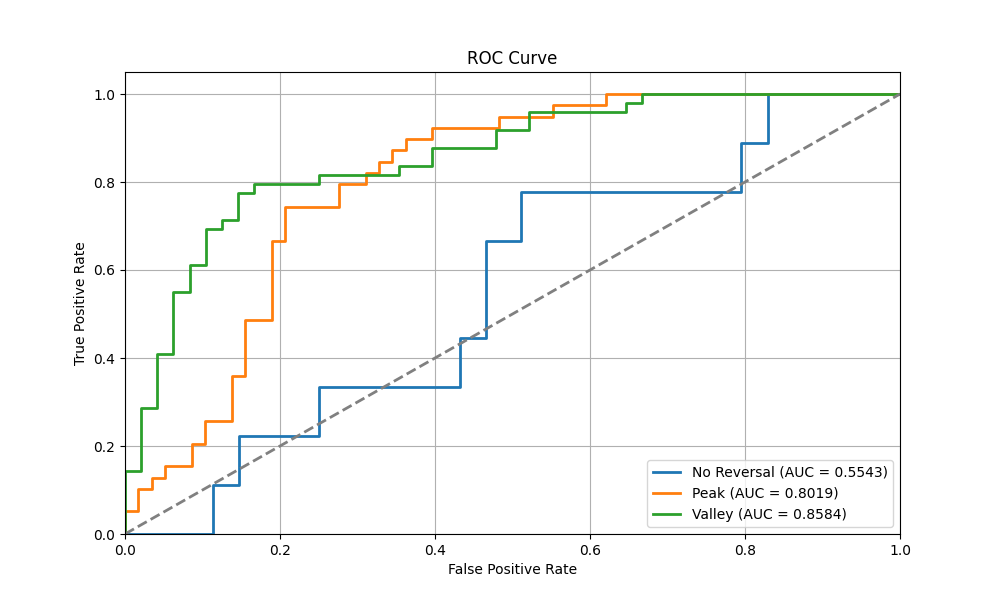 ROC Curve
True Positive Rate
1.0
0.8
0.6
0.4
0.2
0.0
0.0 0.2 0.4 0.6 0.8 1.0
False Positive Rate
No Reversal (AUC = 0.5543)
Peak (AUC = 0.8019)
Valley (AUC = 0.8584)